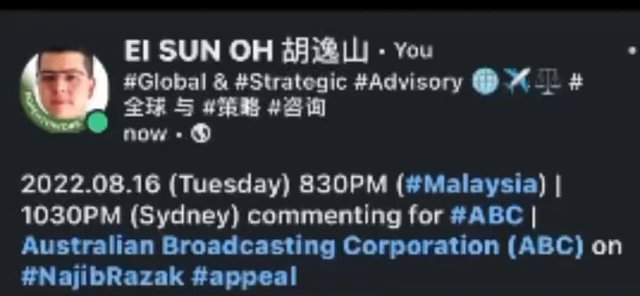 EI SUN OH 胡逸山 · You
#Global & #Strategic #Advisory 🌐✈️⚖️ #
全球 与 #策略 #咨询
now ·
2022.08.16 (Tuesday) 830PM (#Malaysia) |
1030PM (Sydney) commenting for #ABC |
Australian Broadcasting Corporation (ABC) on
#NajibRazak #appeal